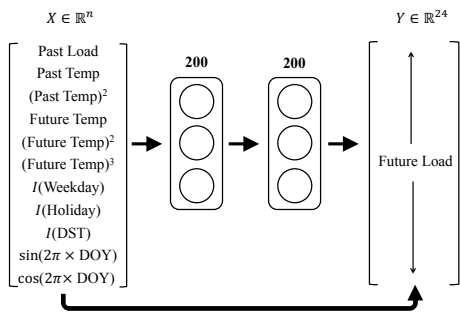 X ∈ ℝⁿ
Y ∈ ℝ²⁴
200
200
Past Load
Past Temp
(Past Temp)²
Future Temp
(Future Temp)²
(Future Temp)³
I(Weekday)
I(Holiday)
I(DST)
sin(2π × DOY)
cos(2π× DOY)
Future Load